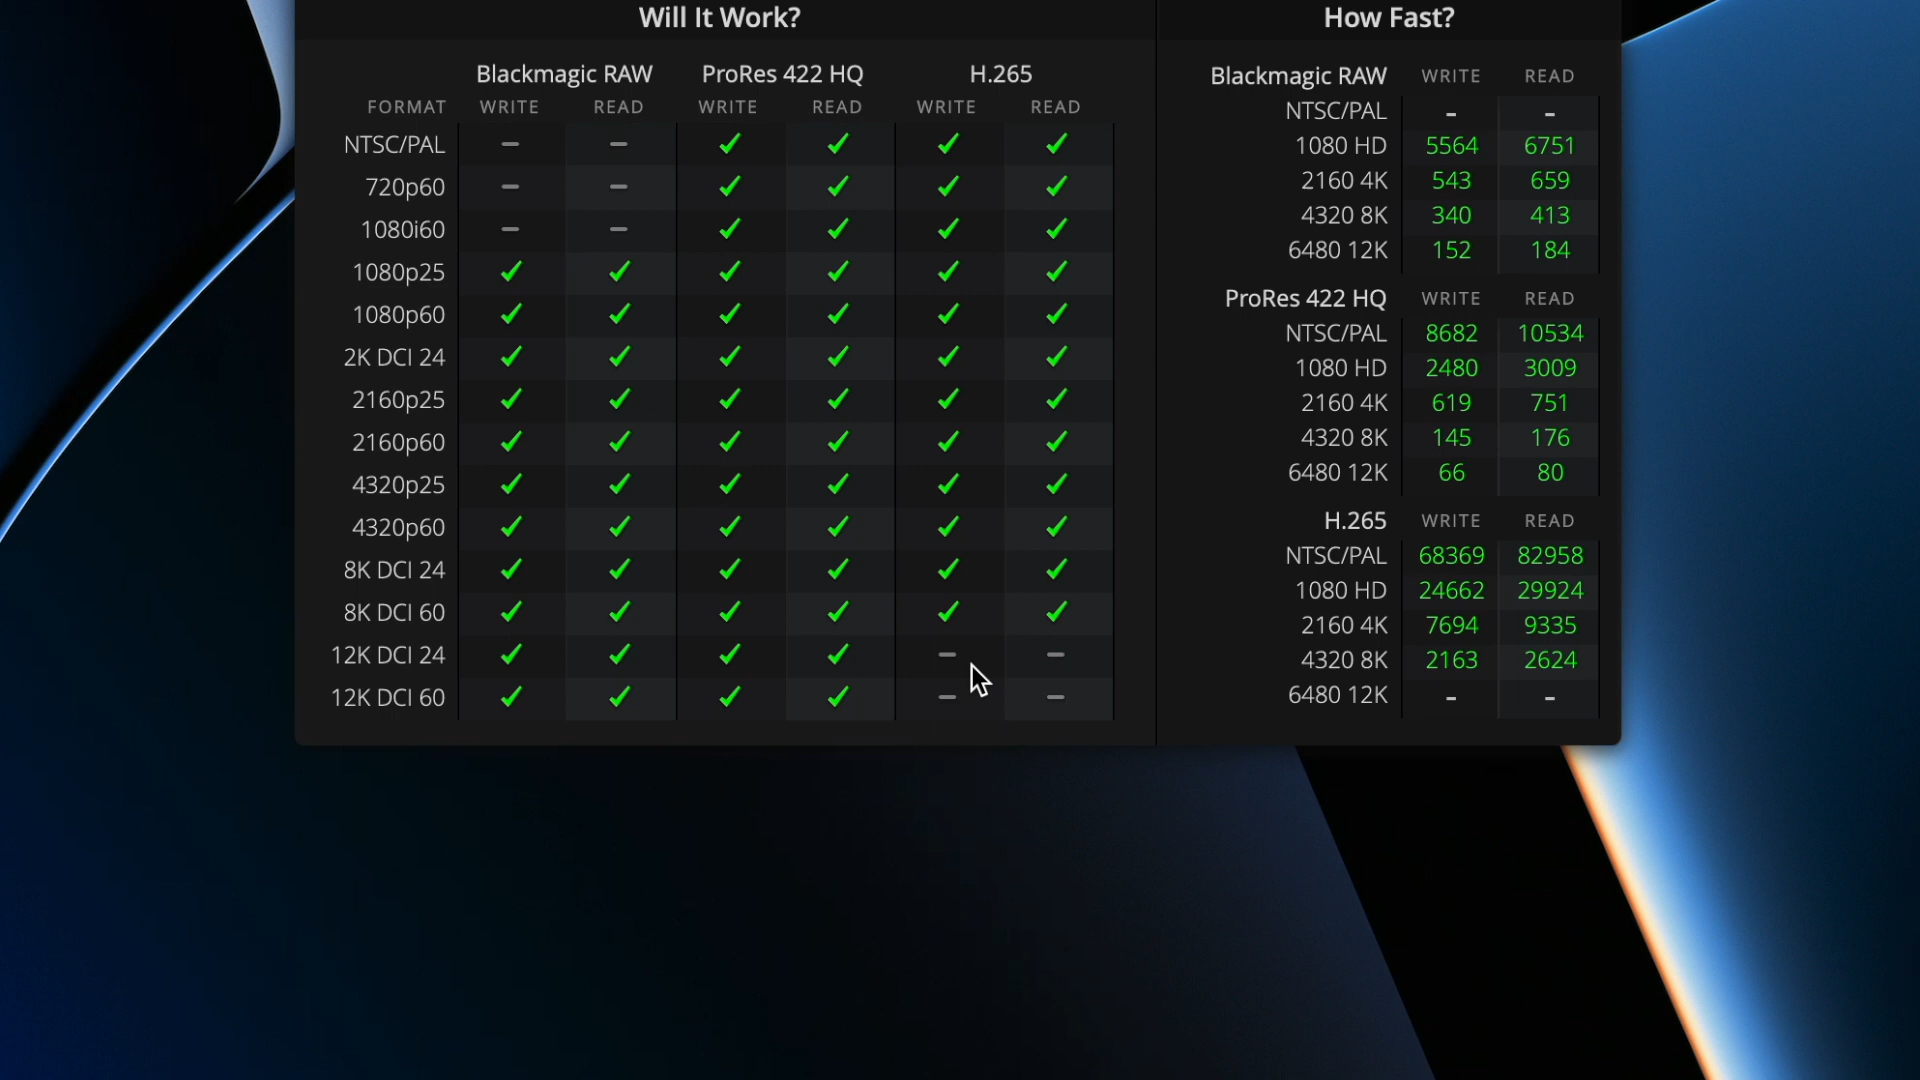 Will It Work?
Blackmagic RAW ProRes 422 HQ H.265
FORMAT WRITE READ WRITE READ WRITE READ
NTSC/PAL – – ✓ ✓ ✓ ✓
720p60 – – ✓ ✓ ✓ ✓
1080i60 – – ✓ ✓ ✓ ✓
1080p25 ✓ ✓ ✓ ✓ ✓ ✓
1080p60 ✓ ✓ ✓ ✓ ✓ ✓
2K DCI 24 ✓ ✓ ✓ ✓ ✓ ✓
2160p25 ✓ ✓ ✓ ✓ ✓ ✓
2160p60 ✓ ✓ ✓ ✓ ✓ ✓
4320p25 ✓ ✓ ✓ ✓ ✓ ✓
4320p60 ✓ ✓ ✓ ✓ ✓ ✓
8K DCI 24 ✓ ✓ ✓ ✓ ✓ ✓
8K DCI 60 ✓ ✓ ✓ ✓ ✓ ✓
12K DCI 24 ✓ ✓ ✓ ✓ – –
12K DCI 60 ✓ ✓ ✓ ✓ – –
How Fast?
Blackmagic RAW WRITE READ
NTSC/PAL - -
1080 HD 5564 6751
2160 4K 543 659
4320 8K 340 413
6480 12K 152 184
ProRes 422 HQ WRITE READ
NTSC/PAL 8682 10534
1080 HD 2480 3009
2160 4K 619 751
4320 8K 145 176
6480 12K 66 80
H.265 WRITE READ
NTSC/PAL 68369 82958
1080 HD 24662 29924
2160 4K 7694 9335
4320 8K 2163 2624
6480 12K - -